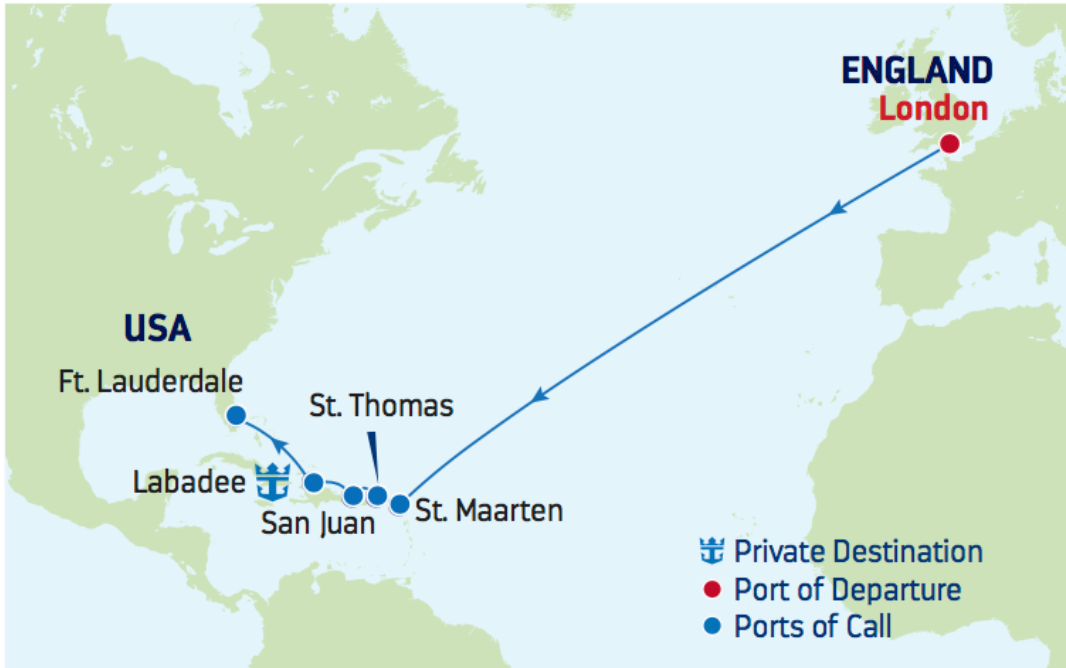 ENGLAND
London
USA
Ft. Lauderdale
St. Thomas
Labadee
San Juan
St. Maarten
Private Destination
Port of Departure
Ports of Call